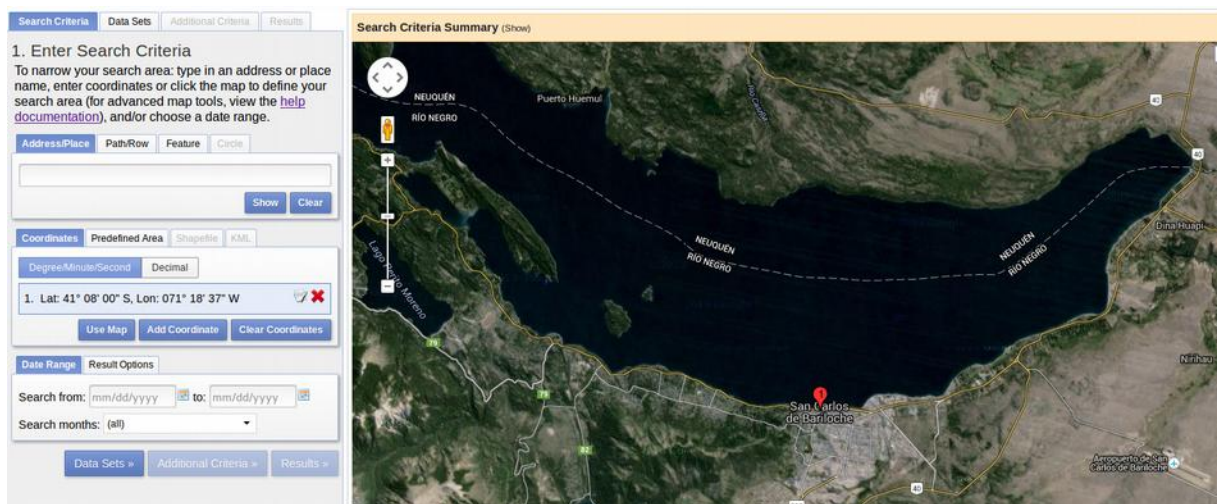 Search Criteria Data Sets Additional Criteria Results
1. Enter Search Criteria
To narrow your search area: type in an address or place
name, enter coordinates or click the map to define your
search area (for advanced map tools, view the help
documentation), and/or choose a date range.
Address/Place Path/Row Feature Circle
Show Clear
Coordinates Predefined Area Shapefile KML
Degree/Minute/Second Decimal
1. Lat: 41° 08' 00" S, Lon: 071° 18' 37" W
Use Map Add Coordinate Clear Coordinates
Date Range Result Options
Search from: mm/dd/yyyy to: mm/dd/yyyy
Search months: (all)
Data Sets » Additional Criteria » Results »
Search Criteria Summary (Show)
NEUQUÉN
RÍO NEGRO
Puerto Huemul
40
40
Dina Huapi
NEUQUÉN
RÍO NEGRO
NEUQUÉN
RÍO NEGRO
Lago Perito Moreno
79
79
82
Ñirihau
1
San Carlos
de Bariloche
Aeropuerto de San
Carlos de Bariloche
40
40